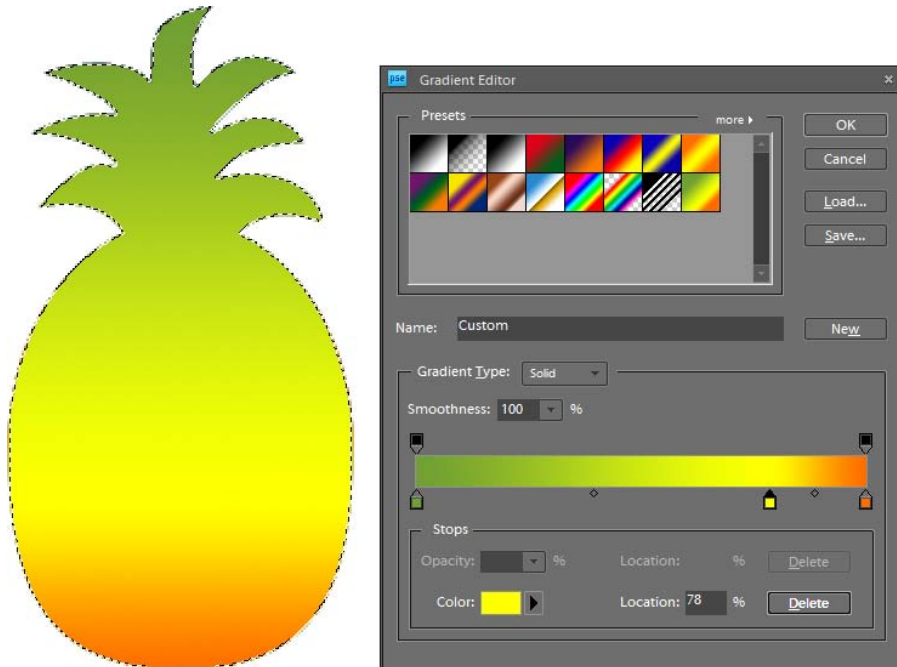 pse Gradient Editor x
Presets more
OK
Cancel
Load...
Save...
Name: Custom New
Gradient Type: Solid
Smoothness: 100 %
Stops
Opacity: % Location: % Delete
Color: Location: 78 % Delete